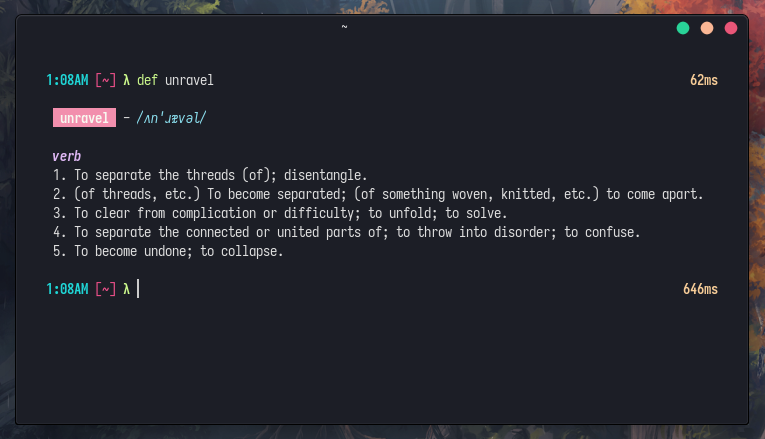 ~
1:08AM [~] λ def unravel 62ms
unravel – /ʌnˈɹævəl/
verb
1. To separate the threads (of); disentangle.
2. (of threads, etc.) To become separated; (of something woven, knitted, etc.) to come apart.
3. To clear from complication or difficulty; to unfold; to solve.
4. To separate the connected or united parts of; to throw into disorder; to confuse.
5. To become undone; to collapse.
1:08AM [~] λ 646ms